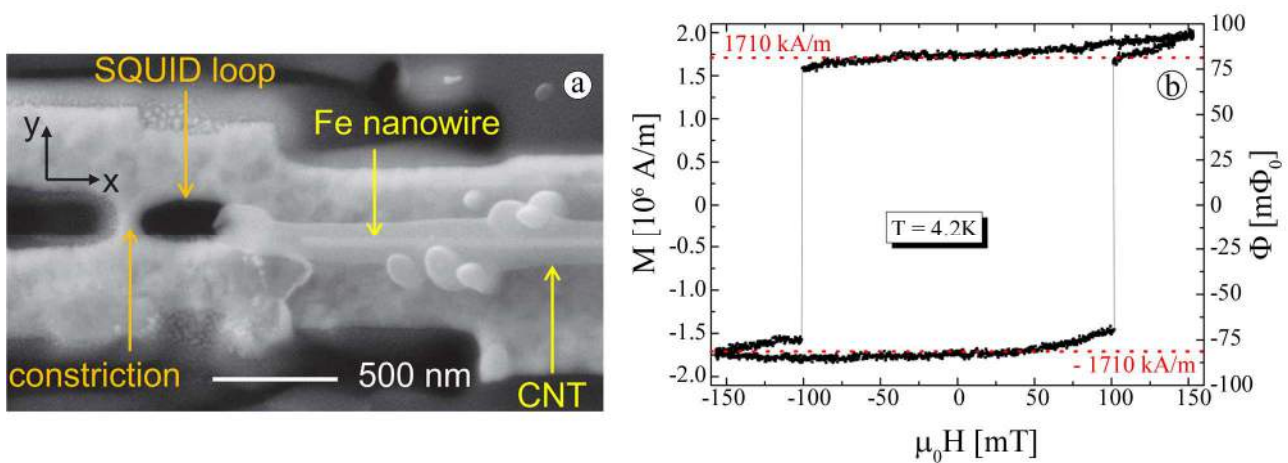 SQUID loop
ⓐ
Fe nanowire
y
x
constriction
500 nm
CNT
2.0
1.5
1.0
0.5
0
-0.5
-1.0
-1.5
-2.0
M [10⁶ A/m]
1710 kA/m
ⓑ
T = 4.2K
- 1710 kA/m
100
75
50
25
0
-25
-50
-75
-100
Φ [mΦ₀]
-150
-100
-50
0
50
100
150
μ₀H [mT]